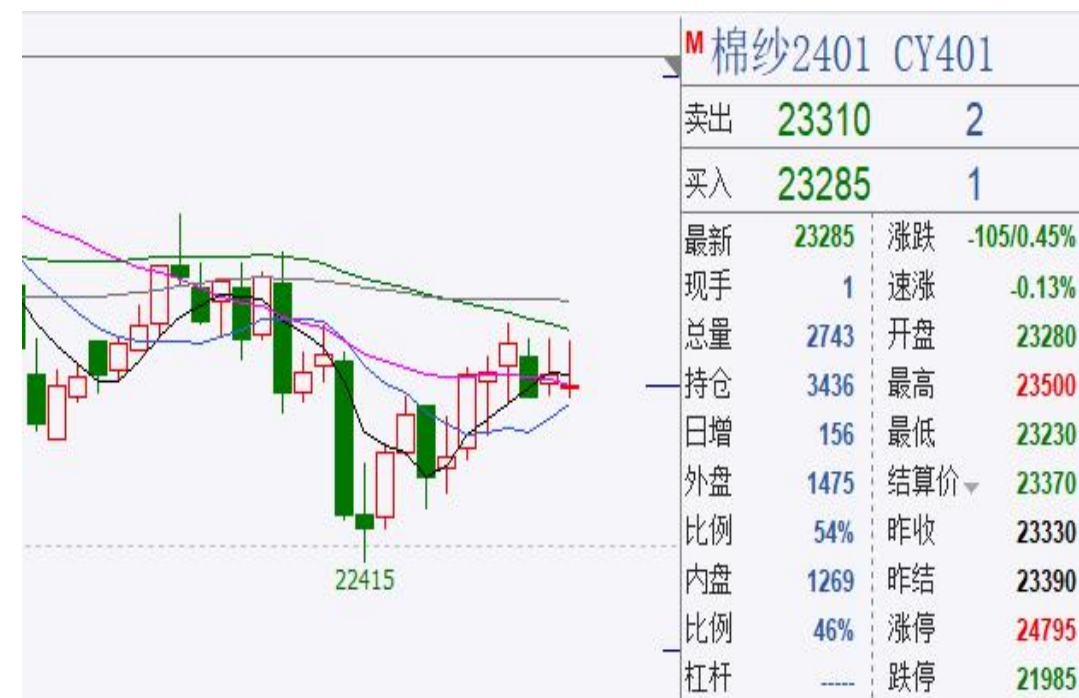 M 棉纱2401 CY401
卖出 23310 2
买入 23285 1
最新 23285 涨跌 -105/0.45%
现手 1 速涨 -0.13%
总量 2743 开盘 23280
持仓 3436 最高 23500
日增 156 最低 23230
外盘 1475 结算价 23370
比例 54% 昨收 23330
内盘 1269 昨结 23390
比例 46% 涨停 24795
杠杆 ----- 跌停 21985
22415